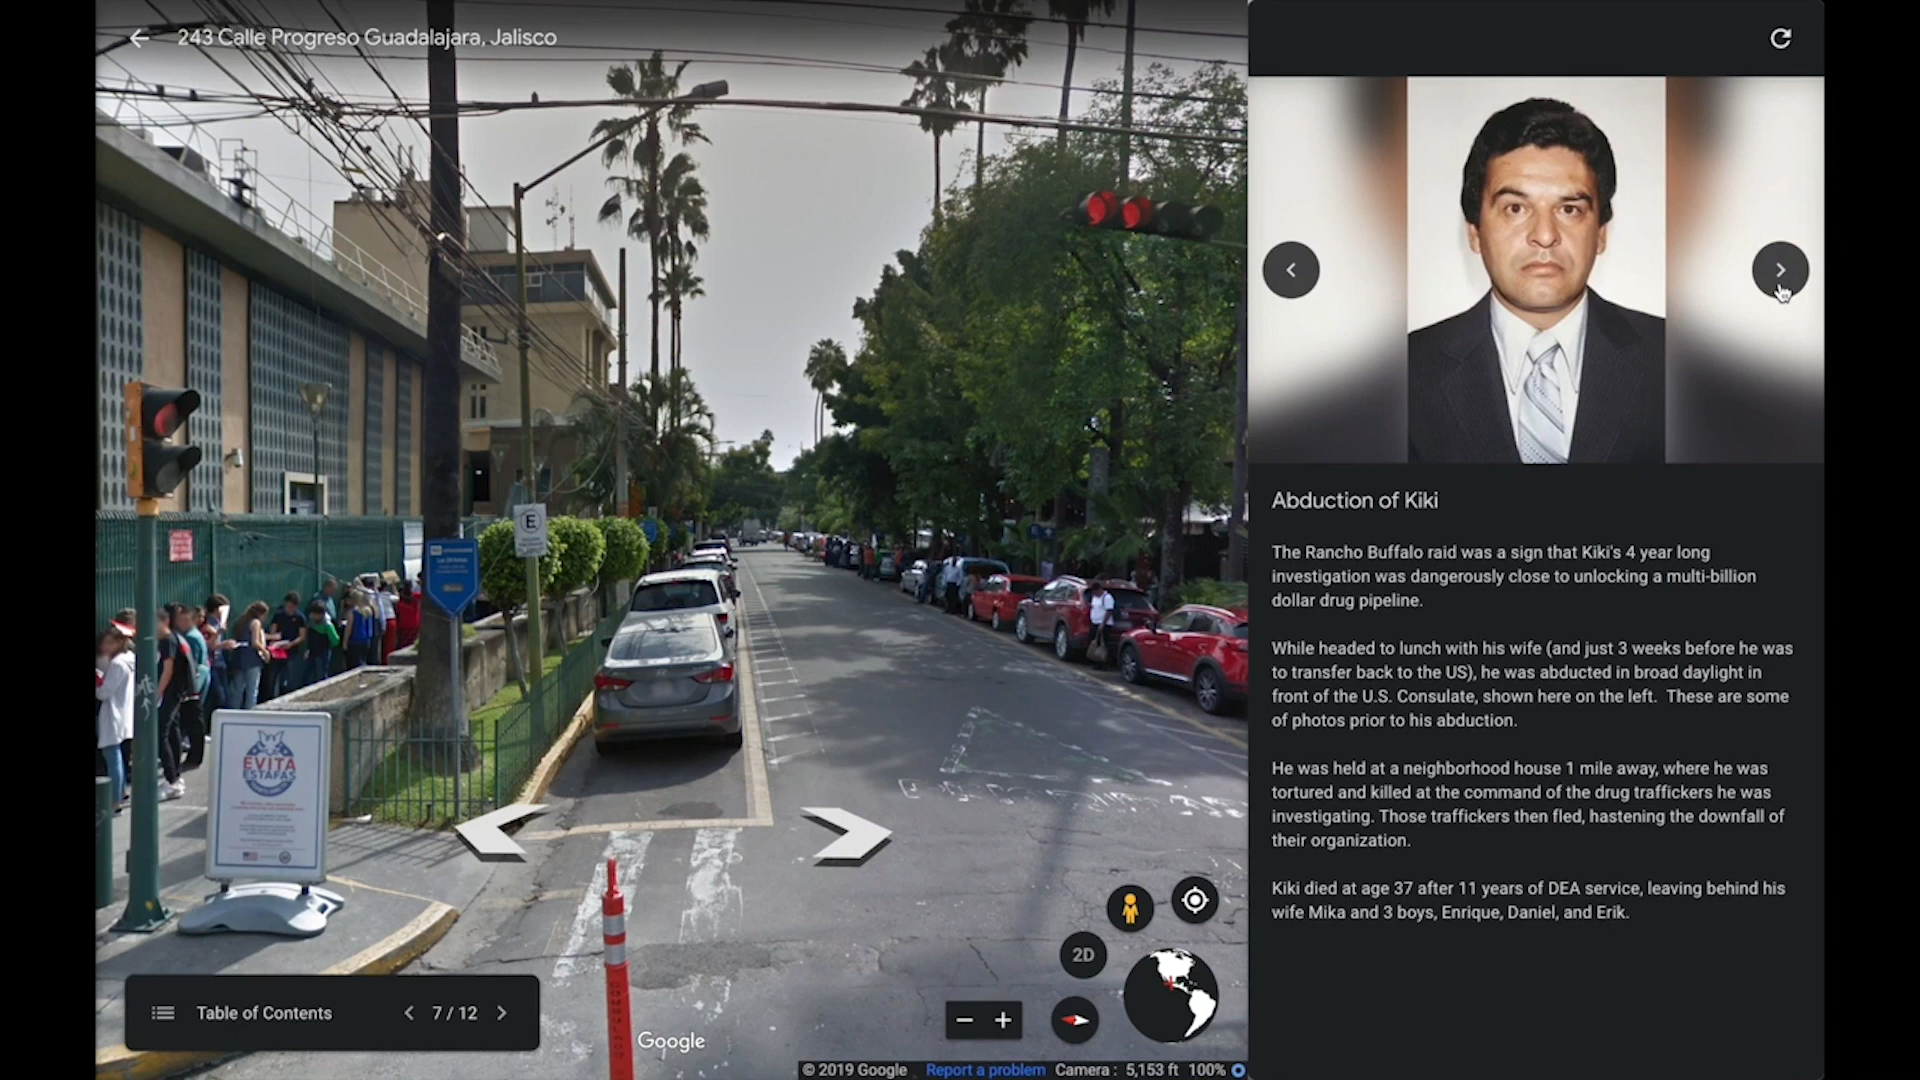 243 Calle Progreso Guadalajara, Jalisco
E
EVITA
ESTAFAS
Table of Contents
7 / 12
Google
2D
© 2019 Google
Report a problem
Camera : 5,153 ft 100%
Abduction of Kiki
The Rancho Buffalo raid was a sign that Kiki's 4 year long
investigation was dangerously close to unlocking a multi-billion
dollar drug pipeline.
While headed to lunch with his wife (and just 3 weeks before he was
to transfer back to the US), he was abducted in broad daylight in
front of the U.S. Consulate, shown here on the left. These are some
of photos prior to his abduction.
He was held at a neighborhood house 1 mile away, where he was
tortured and killed at the command of the drug traffickers he was
investigating. Those traffickers then fled, hastening the downfall of
their organization.
Kiki died at age 37 after 11 years of DEA service, leaving behind his
wife Mika and 3 boys, Enrique, Daniel, and Erik.